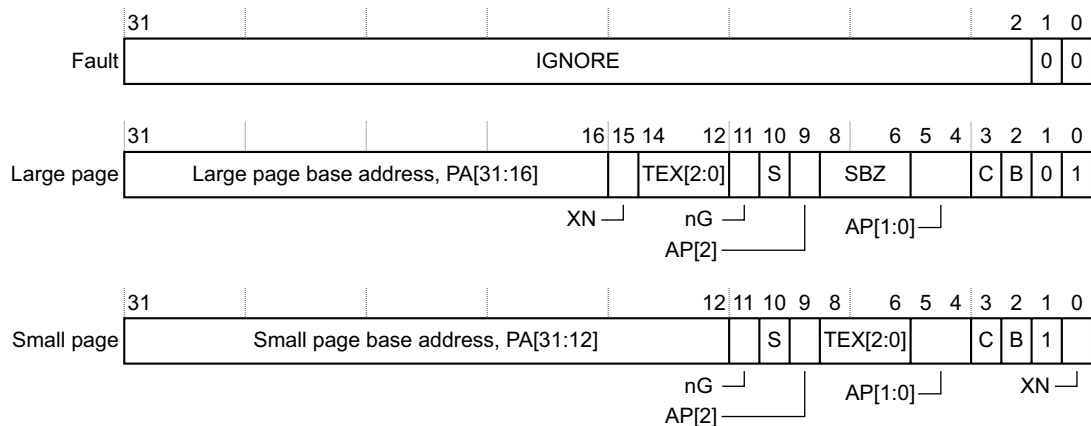 31 2 1 0
Fault IGNORE 0 0
31 16 15 14 12 11 10 9 8 6 5 4 3 2 1 0
Large page Large page base address, PA[31:16] TEX[2:0] S SBZ C B 0 1
XN nG AP[1:0]
AP[2]
31 12 11 10 9 8 6 5 4 3 2 1 0
Small page Small page base address, PA[31:12] S TEX[2:0] C B 1
nG AP[1:0] XN
AP[2]